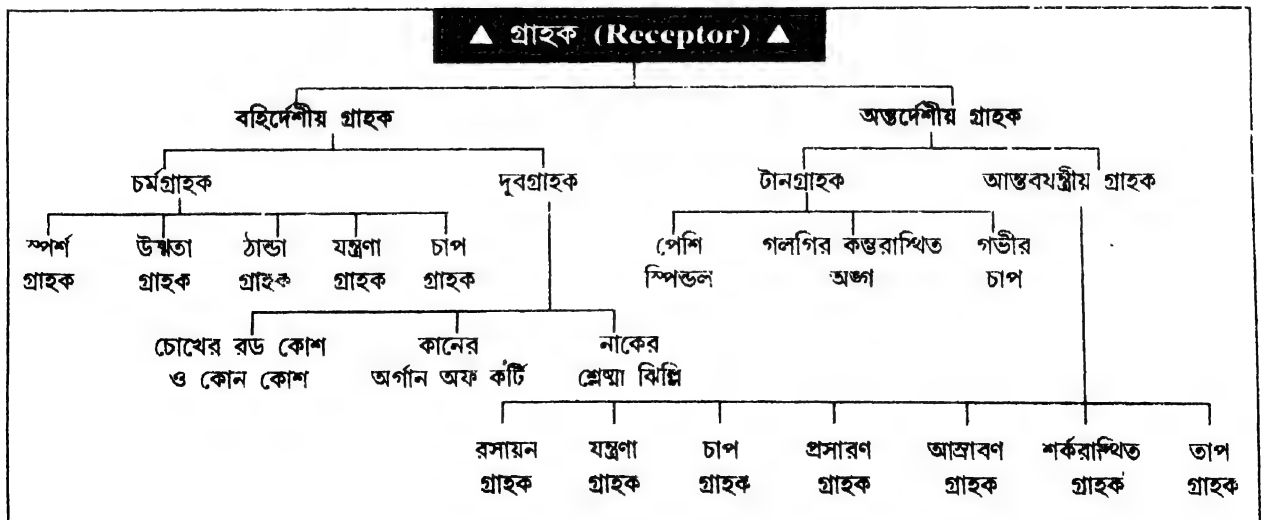 ▲ গ্রাহক (Receptor) ▲
বহির্দেশীয় গ্রাহক
অন্তর্দেশীয় গ্রাহক
চর্মগ্রাহক
দূবগ্রাহক
টানগ্রাহক
আন্তবযন্ত্রীয় গ্রাহক
স্পর্শ
গ্রাহক
উষ্ণতা
গ্রাহক
ঠান্ডা
গ্রাহক
যন্ত্রণা
গ্রাহক
চাপ
গ্রাহক
পেশি
স্পিন্ডল
গলগির কন্ডরাস্থিত
অঙ্গ
গভীর
চাপ
চোখের রড কোশ
ও কোন কোশ
কানের
অর্গান অফ কর্টি
নাকের
শ্লেষ্মা ঝিল্লি
রসায়ন
গ্রাহক
যন্ত্রণা
গ্রাহক
চাপ
গ্রাহক
প্রসারণ
গ্রাহক
আস্রাবণ
গ্রাহক
শর্করাস্থিত
গ্রাহক
তাপ
গ্রাহক